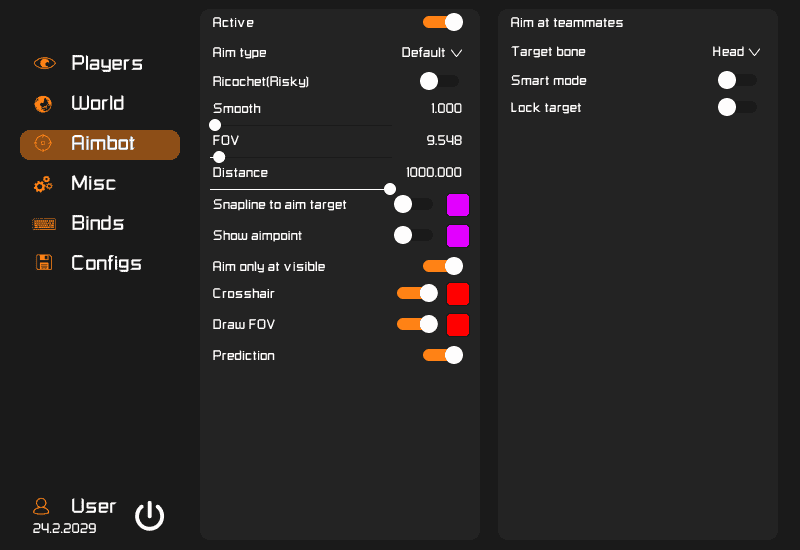 Players
World
Aimbot
Misc
Binds
Configs
User
24.2.2029
Active
Aim type Default
Ricochet(Risky)
Smooth 1.000
FOV 9.548
Distance 1000.000
Snapline to aim target
Show aimpoint
Aim only at visible
Crosshair
Draw FOV
Prediction
Aim at teammates
Target bone Head
Smart mode
Lock target